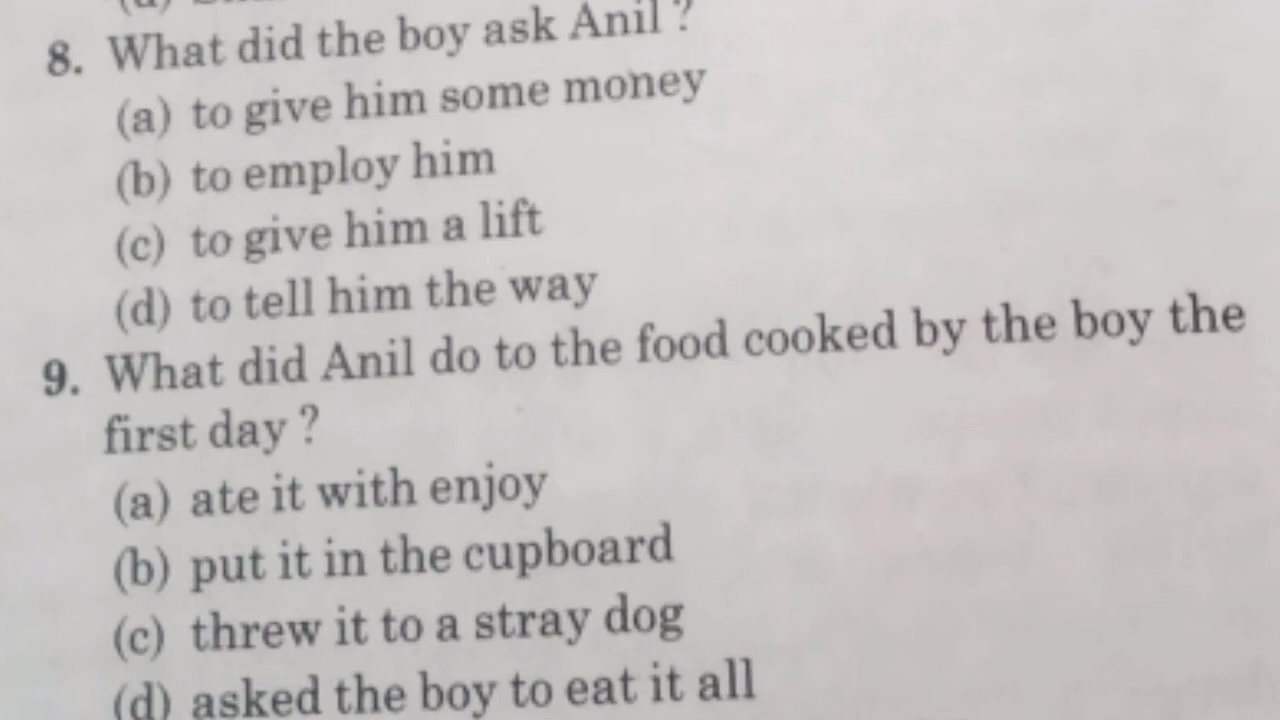 8. What did the boy ask Anil ?
(a) to give him some money
(b) to employ him
(c) to give him a lift
(d) to tell him the way
9. What did Anil do to the food cooked by the boy the
first day ?
(a) ate it with enjoy
(b) put it in the cupboard
(c) threw it to a stray dog
(d) asked the boy to eat it all